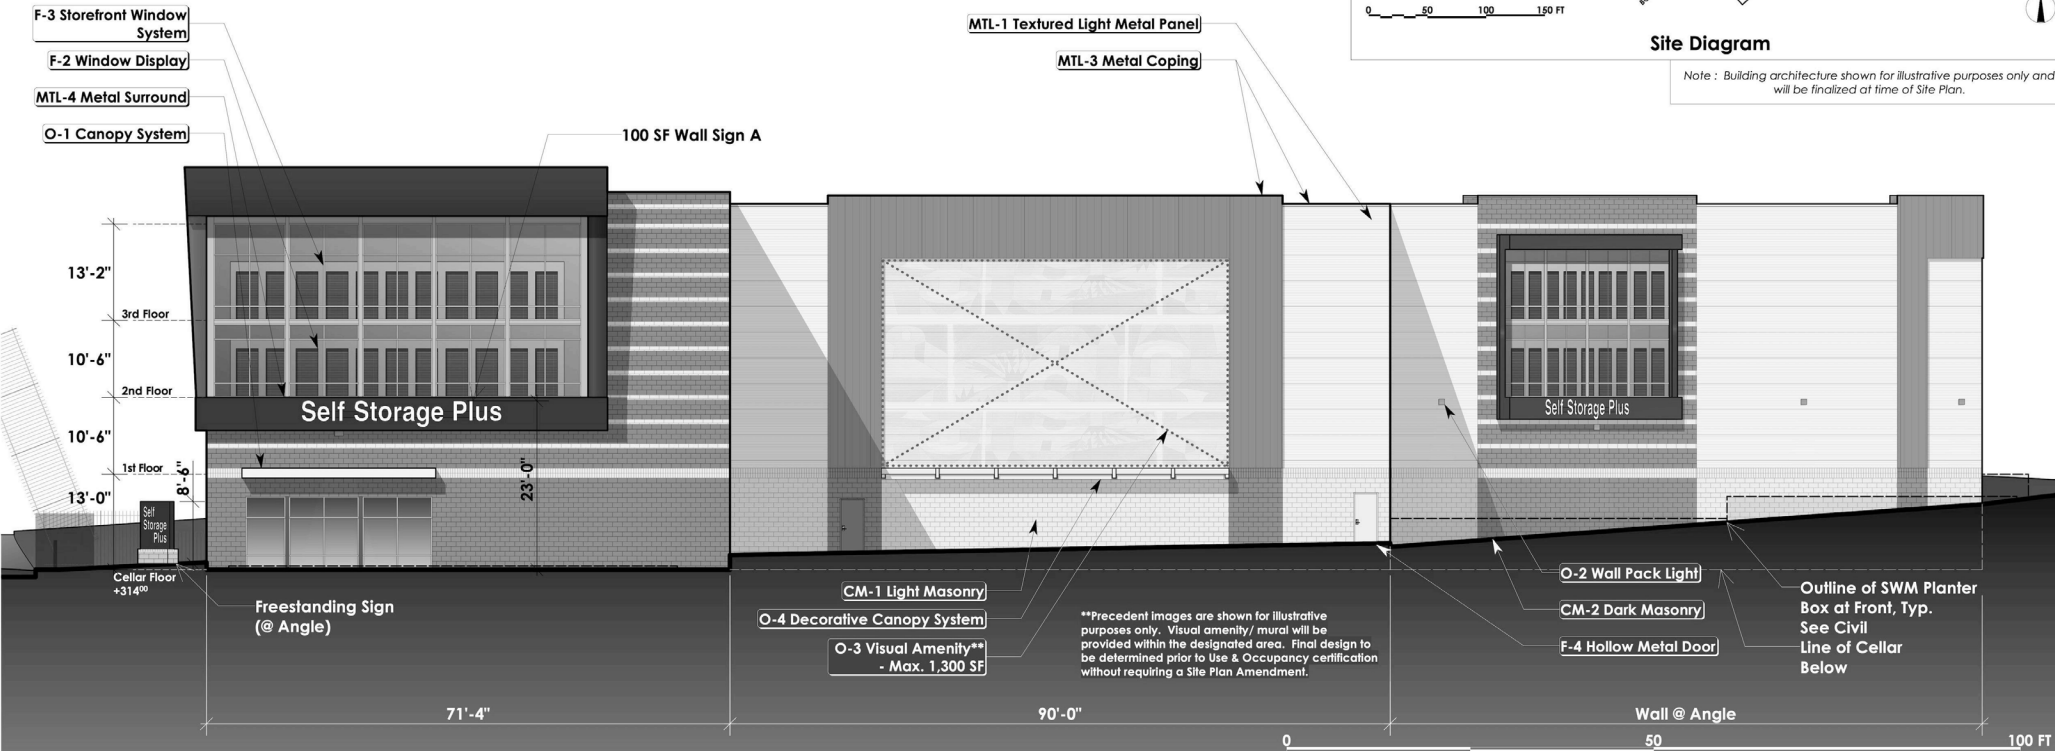 F-3 Storefront Window
System
F-2 Window Display
MTL-4 Metal Surround
O-1 Canopy System
100 SF Wall Sign A
MTL-1 Textured Light Metal Panel
MTL-3 Metal Coping
0 50 100 150 FT
Site Diagram
Note : Building architecture shown for illustrative purposes only and
will be finalized at time of Site Plan.
13'-2"
3rd Floor
10'-6"
2nd Floor
10'-6"
1st Floor
13'-0"
8'-6"
23'-0"
Self Storage Plus
Self Storage Plus
Self
Storage
Plus
Cellar Floor
+314⁰⁰
Freestanding Sign
(@ Angle)
CM-1 Light Masonry
O-4 Decorative Canopy System
O-3 Visual Amenity**
- Max. 1,300 SF
**Precedent images are shown for illustrative
purposes only. Visual amenity/ mural will be
provided within the designated area. Final design to
be determined prior to Use & Occupancy certification
without requiring a Site Plan Amendment.
O-2 Wall Pack Light
CM-2 Dark Masonry
F-4 Hollow Metal Door
Outline of SWM Planter
Box at Front, Typ.
See Civil
Line of Cellar
Below
71'-4"
90'-0"
Wall @ Angle
0 50 100 FT